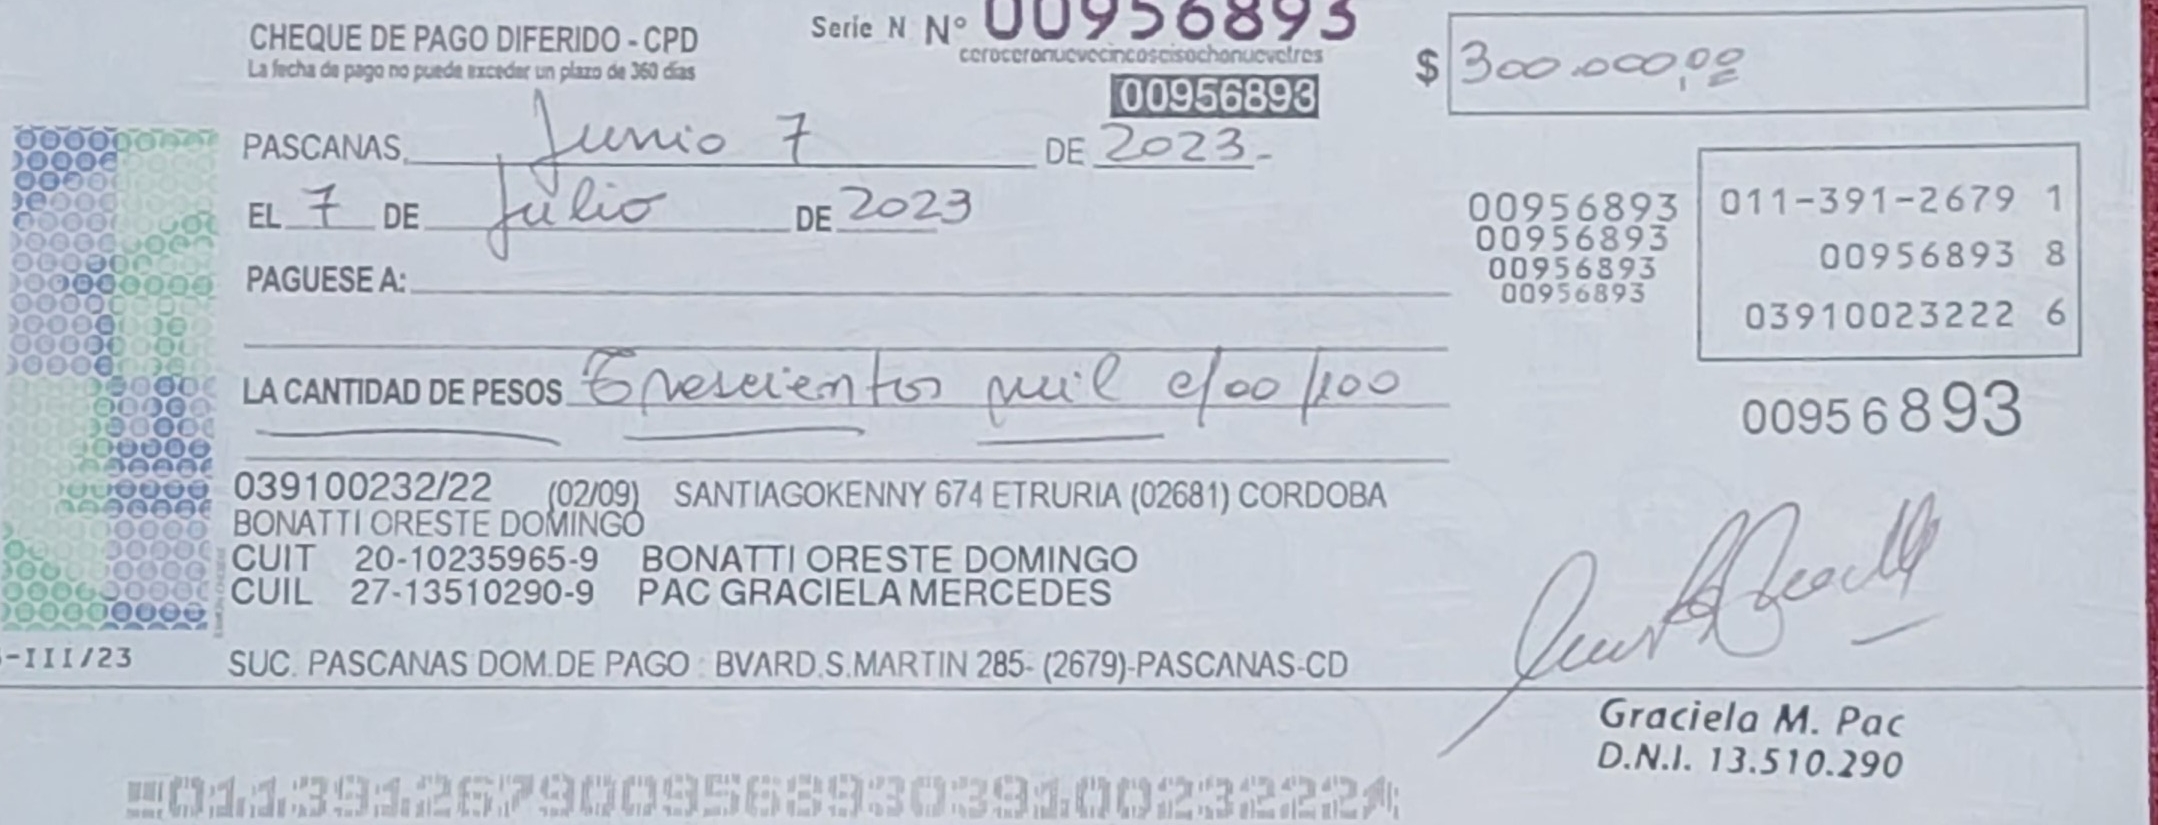 CHEQUE DE PAGO DIFERIDO - CPD
La fecha de pago no puede exceder un plazo de 360 días
Serie N Nº 00956893
ceroceronuevecincoseisochonuevetres
00956893
$ 300.000,00
PASCANAS Junio 7 DE 2023.-
EL 7 DE Julio DE 2023
PAGUESE A:
00956893
00956893
00956893
00956893
011-391-2679 1
00956893 8
03910023222 6
LA CANTIDAD DE PESOS Trescientos mil c/00/100
00956893
039100232/22 (02/09) SANTIAGOKENNY 674 ETRURIA (02681) CORDOBA
BONATTI ORESTE DOMINGO
CUIT 20-10235965-9 BONATTI ORESTE DOMINGO
CUIL 27-13510290-9 PAC GRACIELA MERCEDES
-III/23
SUC. PASCANAS DOM.DE PAGO : BVARD.S.MARTIN 285- (2679)-PASCANAS-CD
Graciela M. Pac
D.N.I. 13.510.290
01139126790095689303910023222